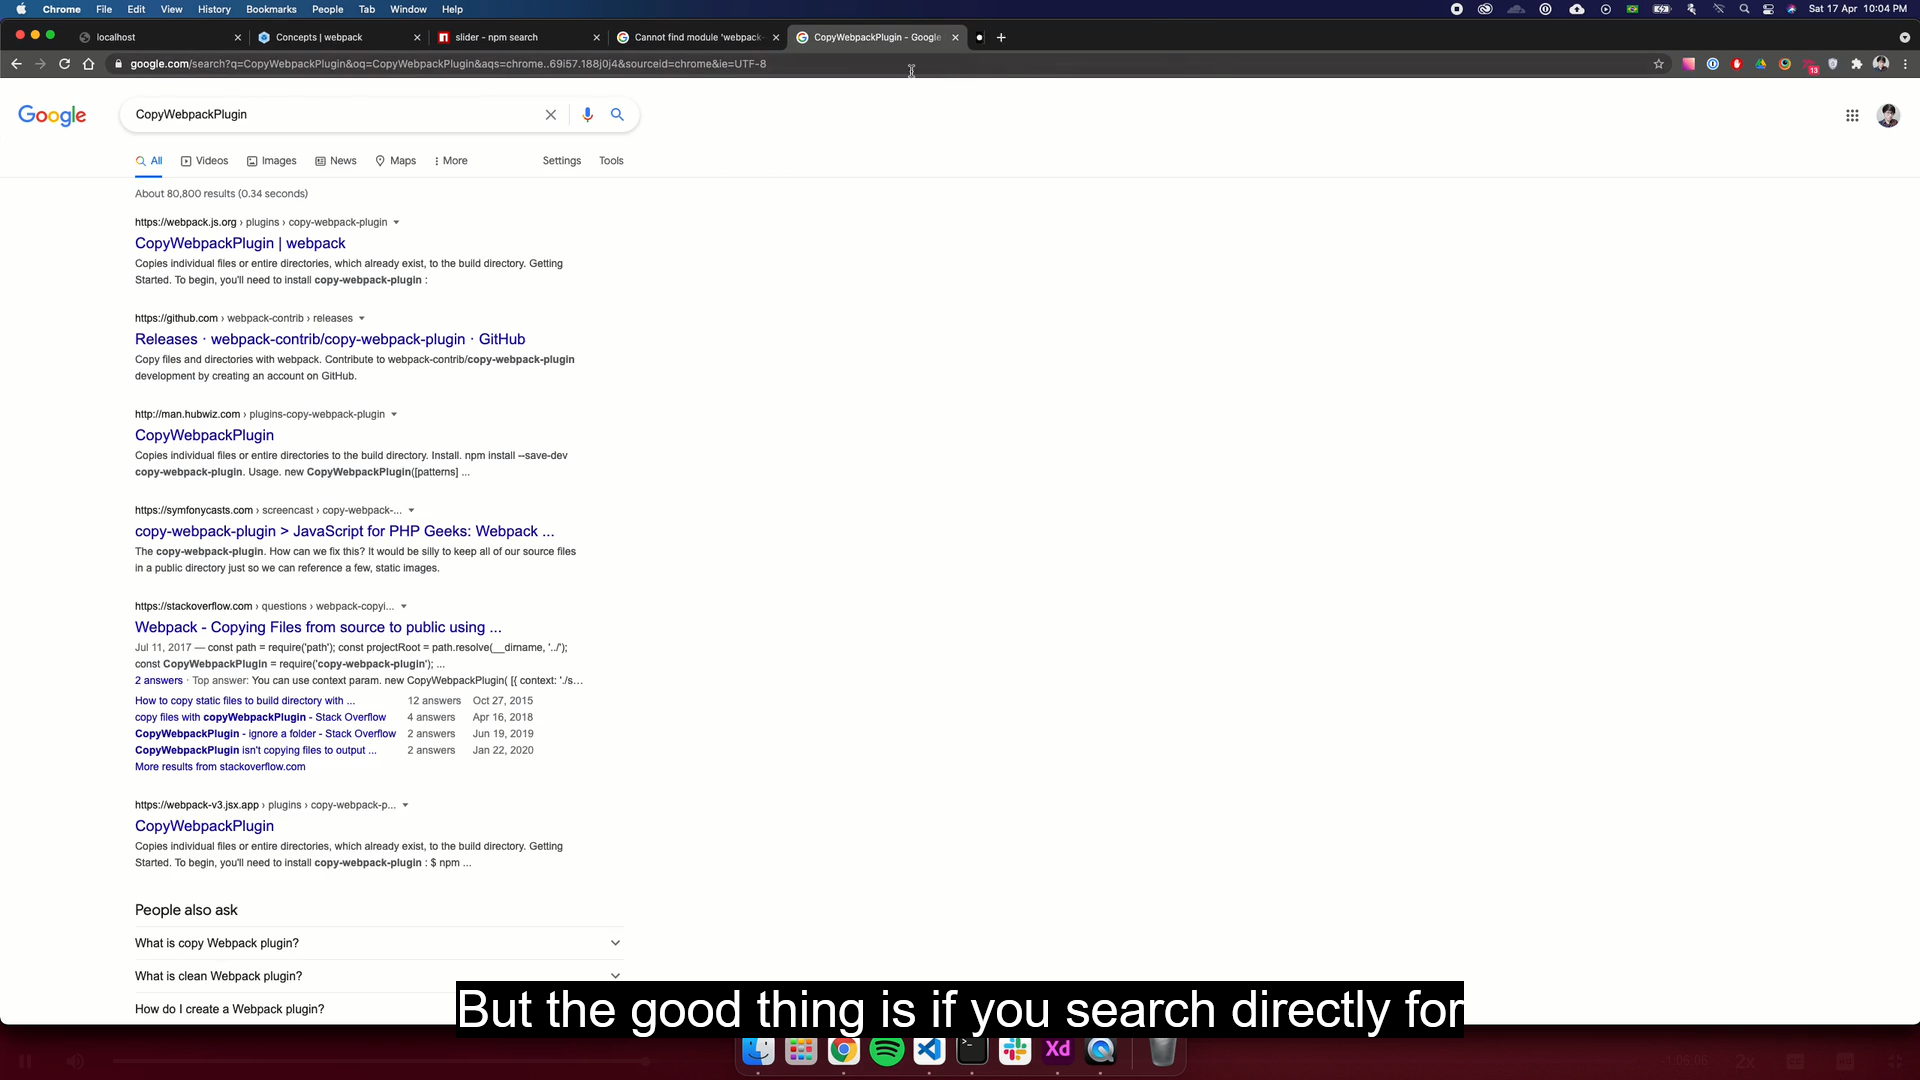 Chrome File Edit View History Bookmarks People Tab Window Help Sat 17 Apr 10:04 PM
localhost Concepts | webpack slider - npm search Cannot find module 'webpack- CopyWebpackPlugin - Google
google.com/search?q=CopyWebpackPlugin&oq=CopyWebpackPlugin&aqs=chrome..69i57.188j0j4&sourceid=chrome&ie=UTF-8
13
Google CopyWebpackPlugin
All Videos Images News Maps More Settings Tools
About 80,800 results (0.34 seconds)
https://webpack.js.org › plugins › copy-webpack-plugin
CopyWebpackPlugin | webpack
Copies individual files or entire directories, which already exist, to the build directory. Getting
Started. To begin, you'll need to install copy-webpack-plugin :
https://github.com › webpack-contrib › releases
Releases · webpack-contrib/copy-webpack-plugin · GitHub
Copy files and directories with webpack. Contribute to webpack-contrib/copy-webpack-plugin
development by creating an account on GitHub.
http://man.hubwiz.com › plugins-copy-webpack-plugin
CopyWebpackPlugin
Copies individual files or entire directories to the build directory. Install. npm install --save-dev
copy-webpack-plugin. Usage. new CopyWebpackPlugin([patterns] ...
https://symfonycasts.com › screencast › copy-webpack-...
copy-webpack-plugin > JavaScript for PHP Geeks: Webpack ...
The copy-webpack-plugin. How can we fix this? It would be silly to keep all of our source files
in a public directory just so we can reference a few, static images.
https://stackoverflow.com › questions › webpack-copyi...
Webpack - Copying Files from source to public using ...
Jul 11, 2017 — const path = require('path'); const projectRoot = path.resolve(__dirname, '../');
const CopyWebpackPlugin = require('copy-webpack-plugin'); ...
2 answers · Top answer: You can use context param. new CopyWebpackPlugin( [{ context: './s...
How to copy static files to build directory with ... 12 answers Oct 27, 2015
copy files with copyWebpackPlugin - Stack Overflow 4 answers Apr 16, 2018
CopyWebpackPlugin - ignore a folder - Stack Overflow 2 answers Jun 19, 2019
CopyWebpackPlugin isn't copying files to output ... 2 answers Jan 22, 2020
More results from stackoverflow.com
https://webpack-v3.jsx.app › plugins › copy-webpack-p...
CopyWebpackPlugin
Copies individual files or entire directories, which already exist, to the build directory. Getting
Started. To begin, you'll need to install copy-webpack-plugin : $ npm ...
People also ask
What is copy Webpack plugin?
What is clean Webpack plugin?
How do I create a Webpack plugin?
But the good thing is if you search directly for
Xd
2x